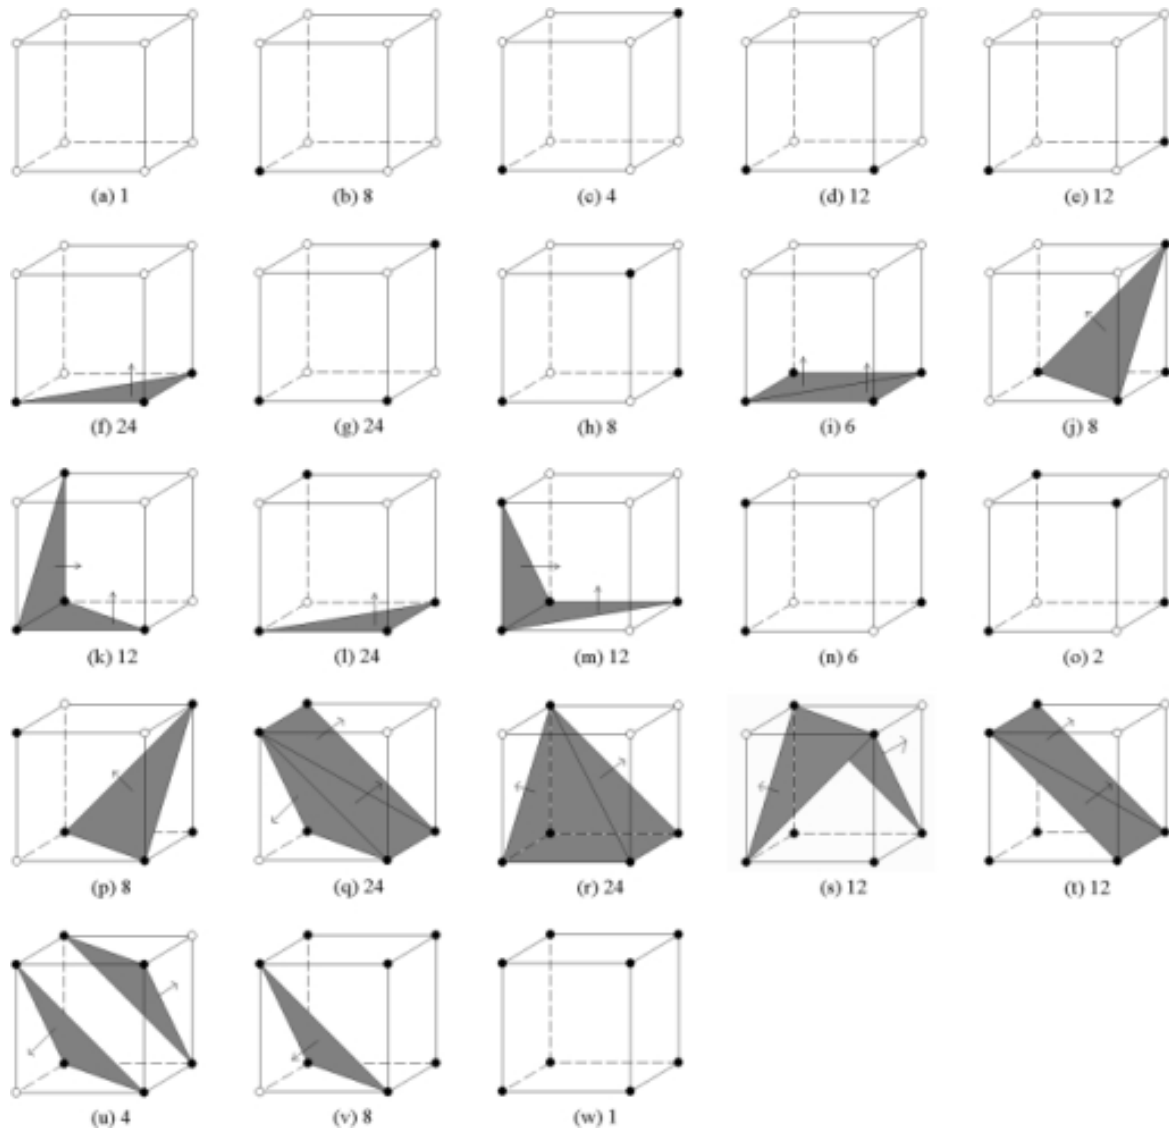 (a) 1 (b) 8 (c) 4 (d) 12 (e) 12
(f) 24 (g) 24 (h) 8 (i) 6 (j) 8
(k) 12 (l) 24 (m) 12 (n) 6 (o) 2
(p) 8 (q) 24 (r) 24 (s) 12 (t) 12
(u) 4 (v) 8 (w) 1